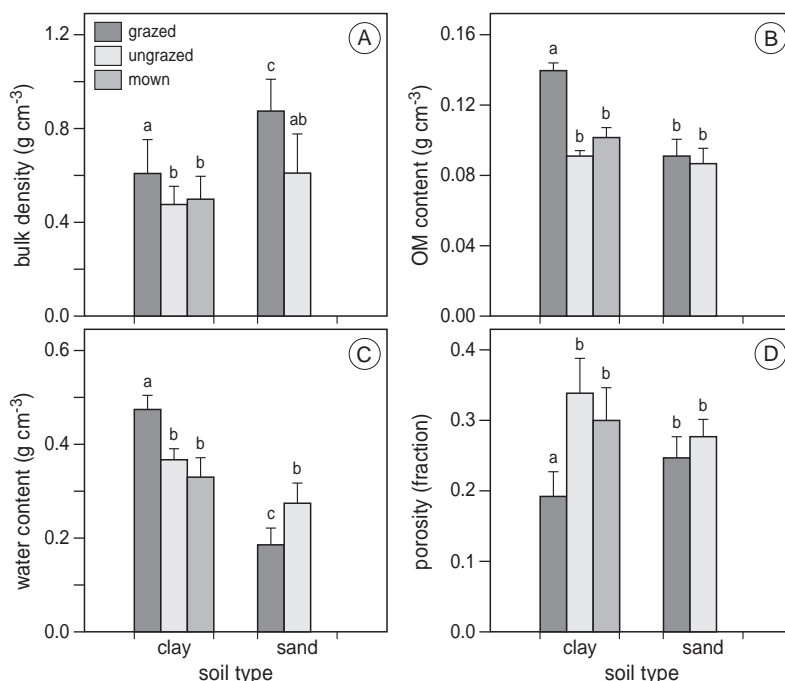 1.2
0.8
0.4
0.0
bulk density (g cm-3)
grazed
ungrazed
mown
A
a
b
b
c
ab
0.16
0.12
0.08
0.04
0.00
OM content (g cm-3)
B
a
b
b
b
b
0.6
0.4
0.2
0.0
water content (g cm-3)
C
a
b
b
c
b
clay
sand
soil type
0.4
0.3
0.2
0.1
0.0
porosity (fraction)
D
a
b
b
b
b
clay
sand
soil type